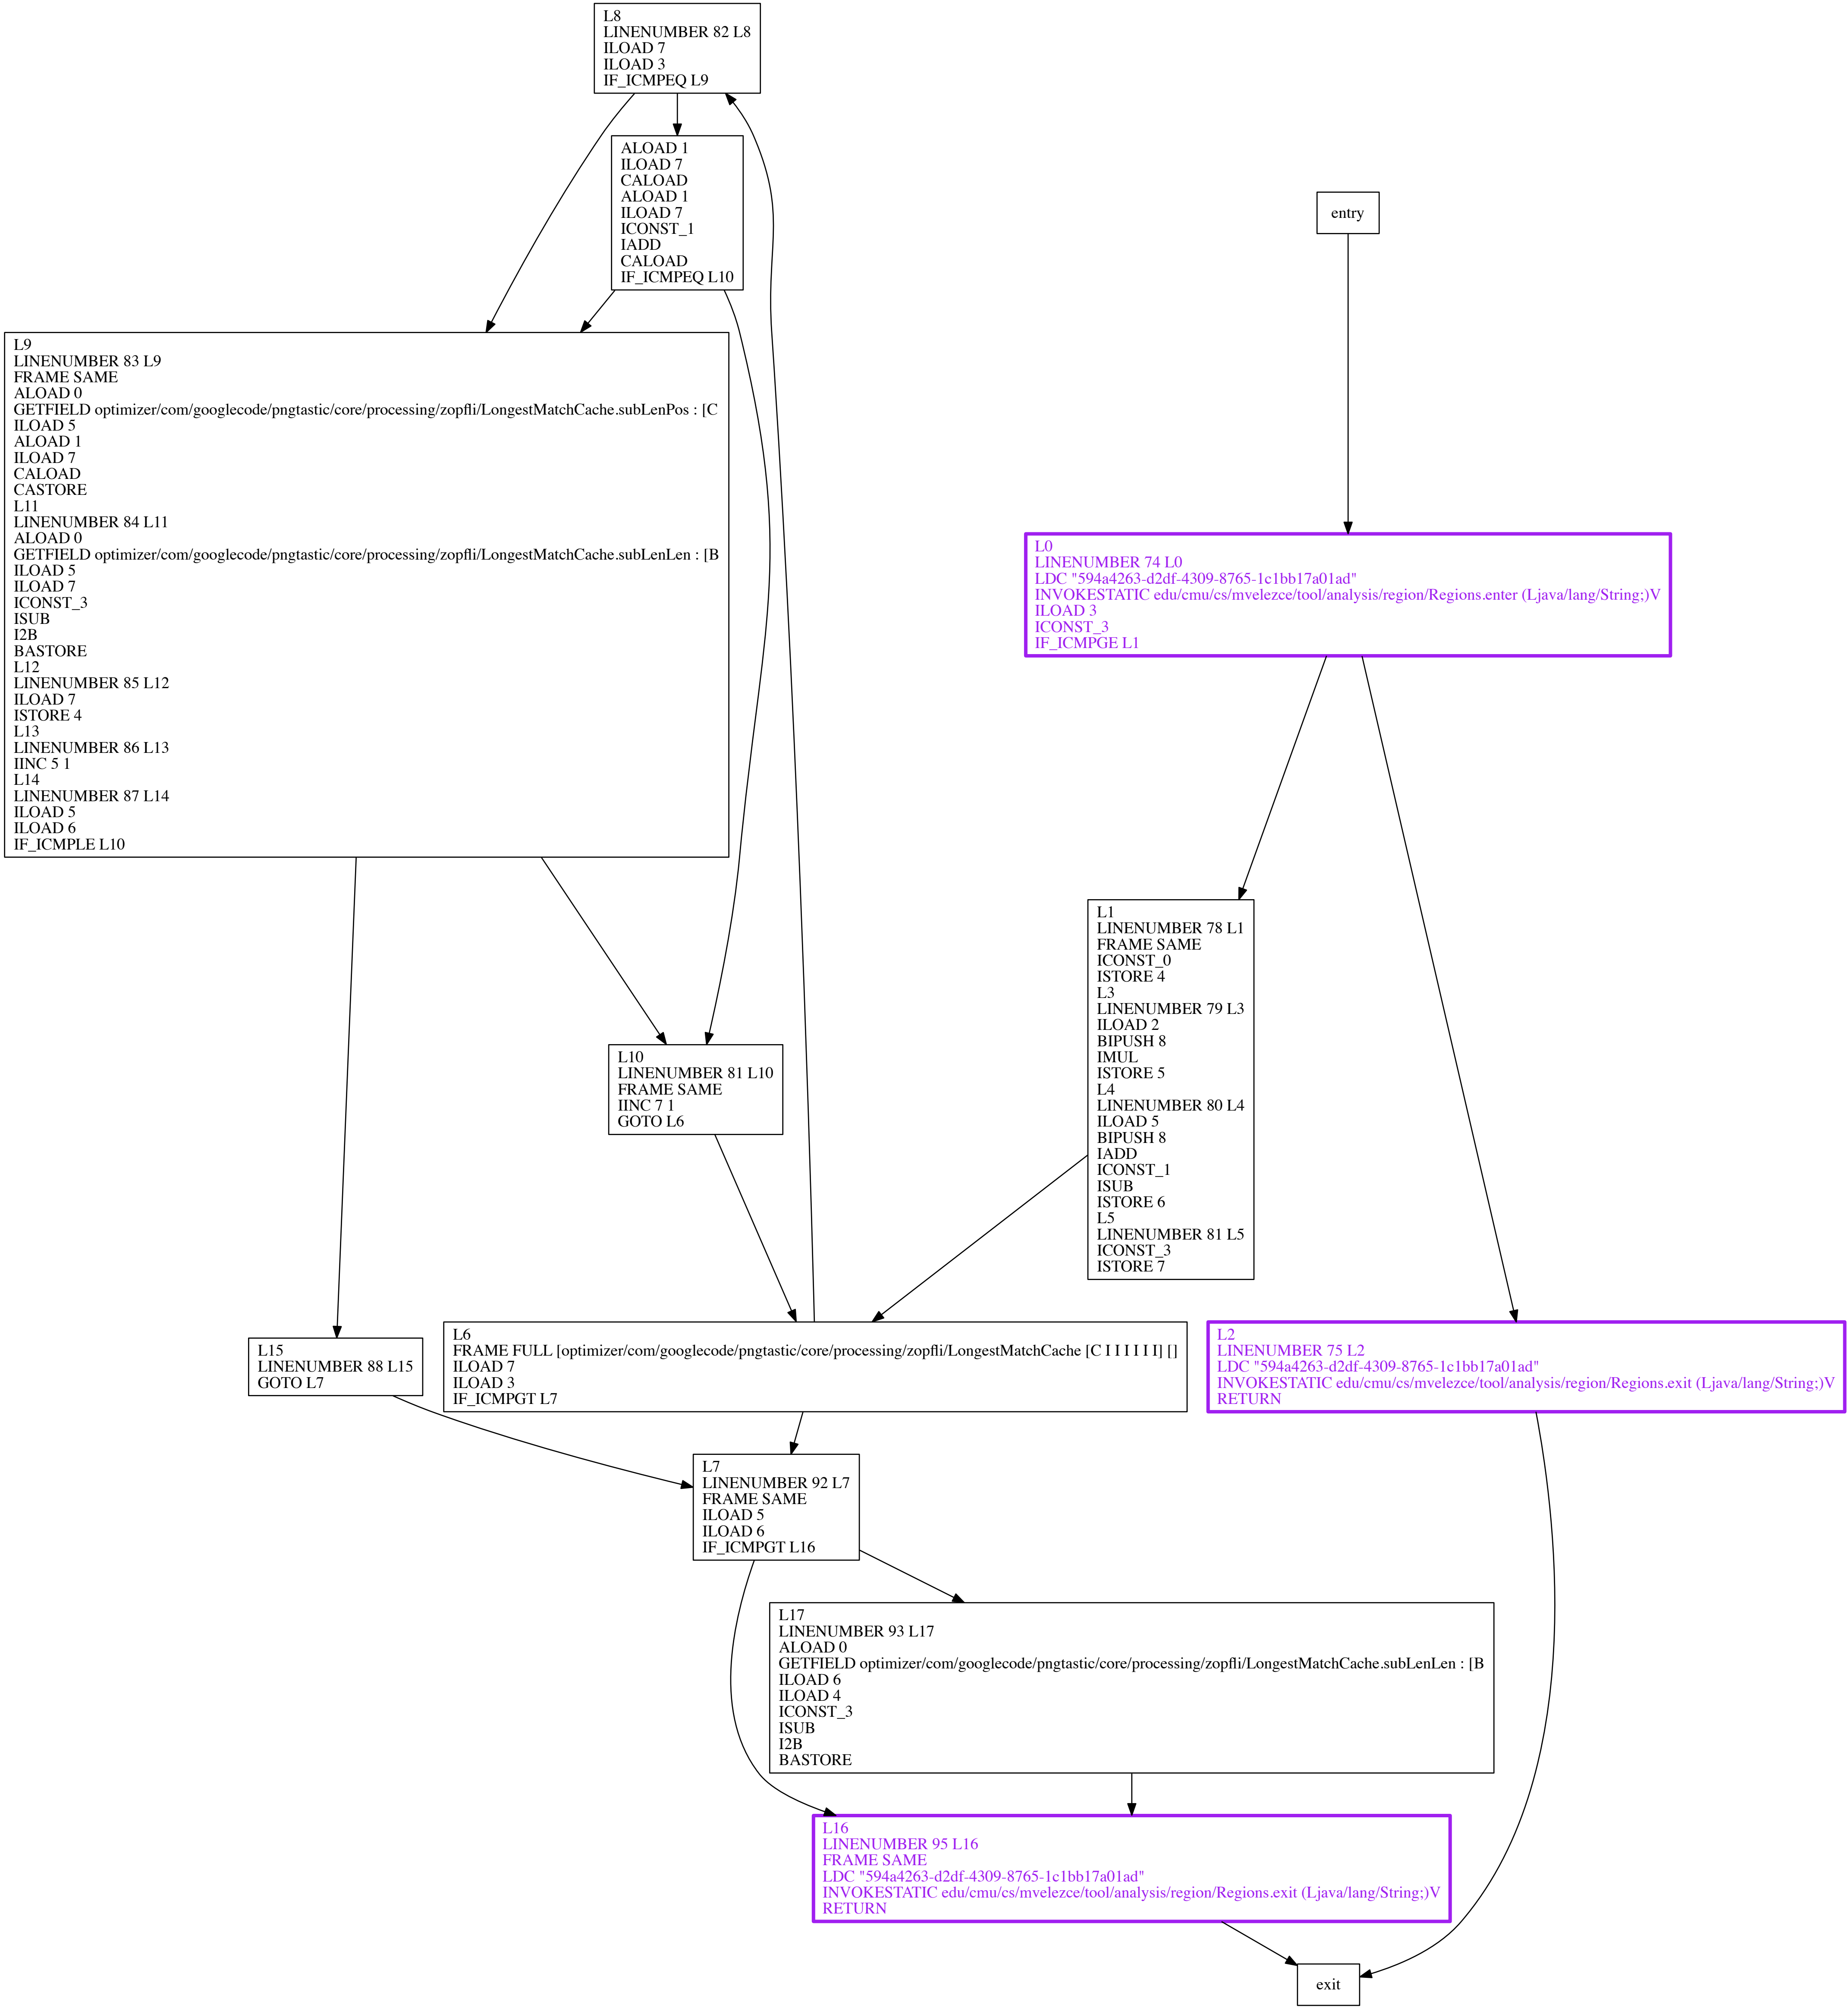 L8
LINENUMBER 82 L8
ILOAD 7
ILOAD 3
IF_ICMPEQ L9
ALOAD 1
ILOAD 7
CALOAD
ALOAD 1
ILOAD 7
ICONST_1
IADD
CALOAD
IF_ICMPEQ L10
entry
L9
LINENUMBER 83 L9
FRAME SAME
ALOAD 0
GETFIELD optimizer/com/googlecode/pngtastic/core/processing/zopfli/LongestMatchCache.subLenPos : [C
ILOAD 5
ALOAD 1
ILOAD 7
CALOAD
CASTORE
L11
LINENUMBER 84 L11
ALOAD 0
GETFIELD optimizer/com/googlecode/pngtastic/core/processing/zopfli/LongestMatchCache.subLenLen : [B
ILOAD 5
ILOAD 7
ICONST_3
ISUB
I2B
BASTORE
L12
LINENUMBER 85 L12
ILOAD 7
ISTORE 4
L13
LINENUMBER 86 L13
IINC 5 1
L14
LINENUMBER 87 L14
ILOAD 5
ILOAD 6
IF_ICMPLE L10
L0
LINENUMBER 74 L0
LDC "594a4263-d2df-4309-8765-1c1bb17a01ad"
INVOKESTATIC edu/cmu/cs/mvelezce/tool/analysis/region/Regions.enter (Ljava/lang/String;)V
ILOAD 3
ICONST_3
IF_ICMPGE L1
L1
LINENUMBER 78 L1
FRAME SAME
ICONST_0
ISTORE 4
L3
LINENUMBER 79 L3
ILOAD 2
BIPUSH 8
IMUL
ISTORE 5
L4
LINENUMBER 80 L4
ILOAD 5
BIPUSH 8
IADD
ICONST_1
ISUB
ISTORE 6
L5
LINENUMBER 81 L5
ICONST_3
ISTORE 7
L10
LINENUMBER 81 L10
FRAME SAME
IINC 7 1
GOTO L6
L15
LINENUMBER 88 L15
GOTO L7
L6
FRAME FULL [optimizer/com/googlecode/pngtastic/core/processing/zopfli/LongestMatchCache [C I I I I I I] []
ILOAD 7
ILOAD 3
IF_ICMPGT L7
L2
LINENUMBER 75 L2
LDC "594a4263-d2df-4309-8765-1c1bb17a01ad"
INVOKESTATIC edu/cmu/cs/mvelezce/tool/analysis/region/Regions.exit (Ljava/lang/String;)V
RETURN
L7
LINENUMBER 92 L7
FRAME SAME
ILOAD 5
ILOAD 6
IF_ICMPGT L16
L17
LINENUMBER 93 L17
ALOAD 0
GETFIELD optimizer/com/googlecode/pngtastic/core/processing/zopfli/LongestMatchCache.subLenLen : [B
ILOAD 6
ILOAD 4
ICONST_3
ISUB
I2B
BASTORE
L16
LINENUMBER 95 L16
FRAME SAME
LDC "594a4263-d2df-4309-8765-1c1bb17a01ad"
INVOKESTATIC edu/cmu/cs/mvelezce/tool/analysis/region/Regions.exit (Ljava/lang/String;)V
RETURN
exit